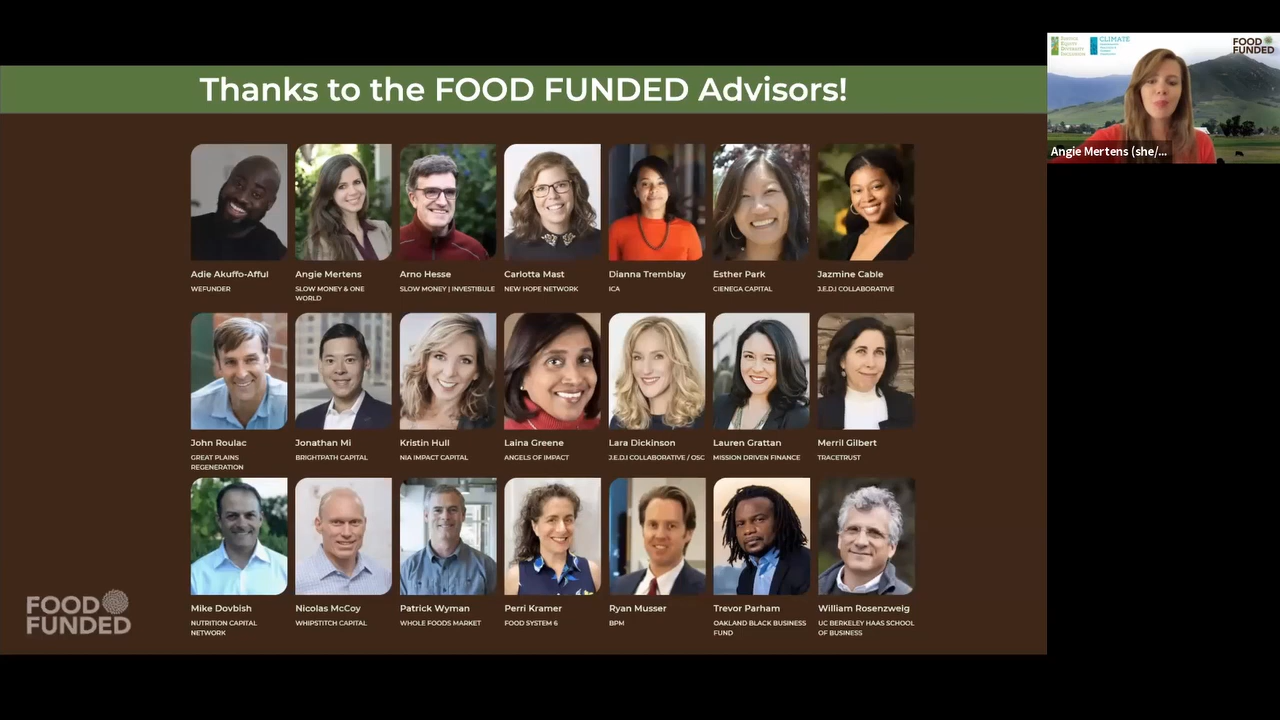 Thanks to the FOOD FUNDED Advisors!
CLIMATE
FOOD
FUNDED
Angie Mertens (she/...
Adie Akuffo-Afful
WEFUNDER
Angie Mertens
SLOW MONEY & ONE
WORLD
Arno Hesse
SLOW MONEY | INVESTIBULE
Carlotta Mast
NEW HOPE NETWORK
Dianna Tremblay
ICA
Esther Park
CIENEGA CAPITAL
Jazmine Cable
J.E.D.I COLLABORATIVE
John Roulac
GREAT PLAINS
REGENERATION
Jonathan Mi
BRIGHTPATH CAPITAL
Kristin Hull
NIA IMPACT CAPITAL
Laina Greene
ANGELS OF IMPACT
Lara Dickinson
J.E.D.I COLLABORATIVE / OSC
Lauren Grattan
MISSION DRIVEN FINANCE
Merril Gilbert
TRACETRUST
Mike Dovbish
NUTRITION CAPITAL
NETWORK
Nicolas McCoy
WHIPSTITCH CAPITAL
Patrick Wyman
WHOLE FOODS MARKET
Perri Kramer
FOOD SYSTEM 6
Ryan Musser
BPM
Trevor Parham
OAKLAND BLACK BUSINESS
FUND
William Rosenzweig
UC BERKELEY HAAS SCHOOL
OF BUSINESS
FOOD
FUNDED